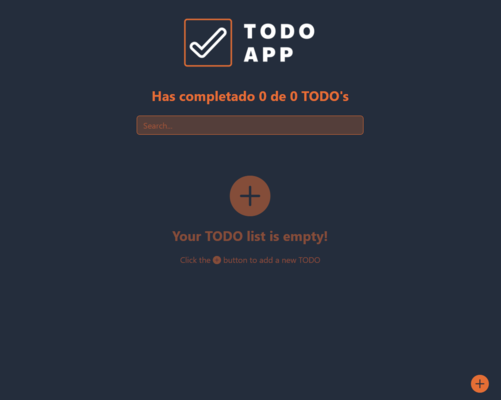 TODO
APP
Has completado 0 de 0 TODO's
Search...
Your TODO list is empty!
Click the + button to add a new TODO